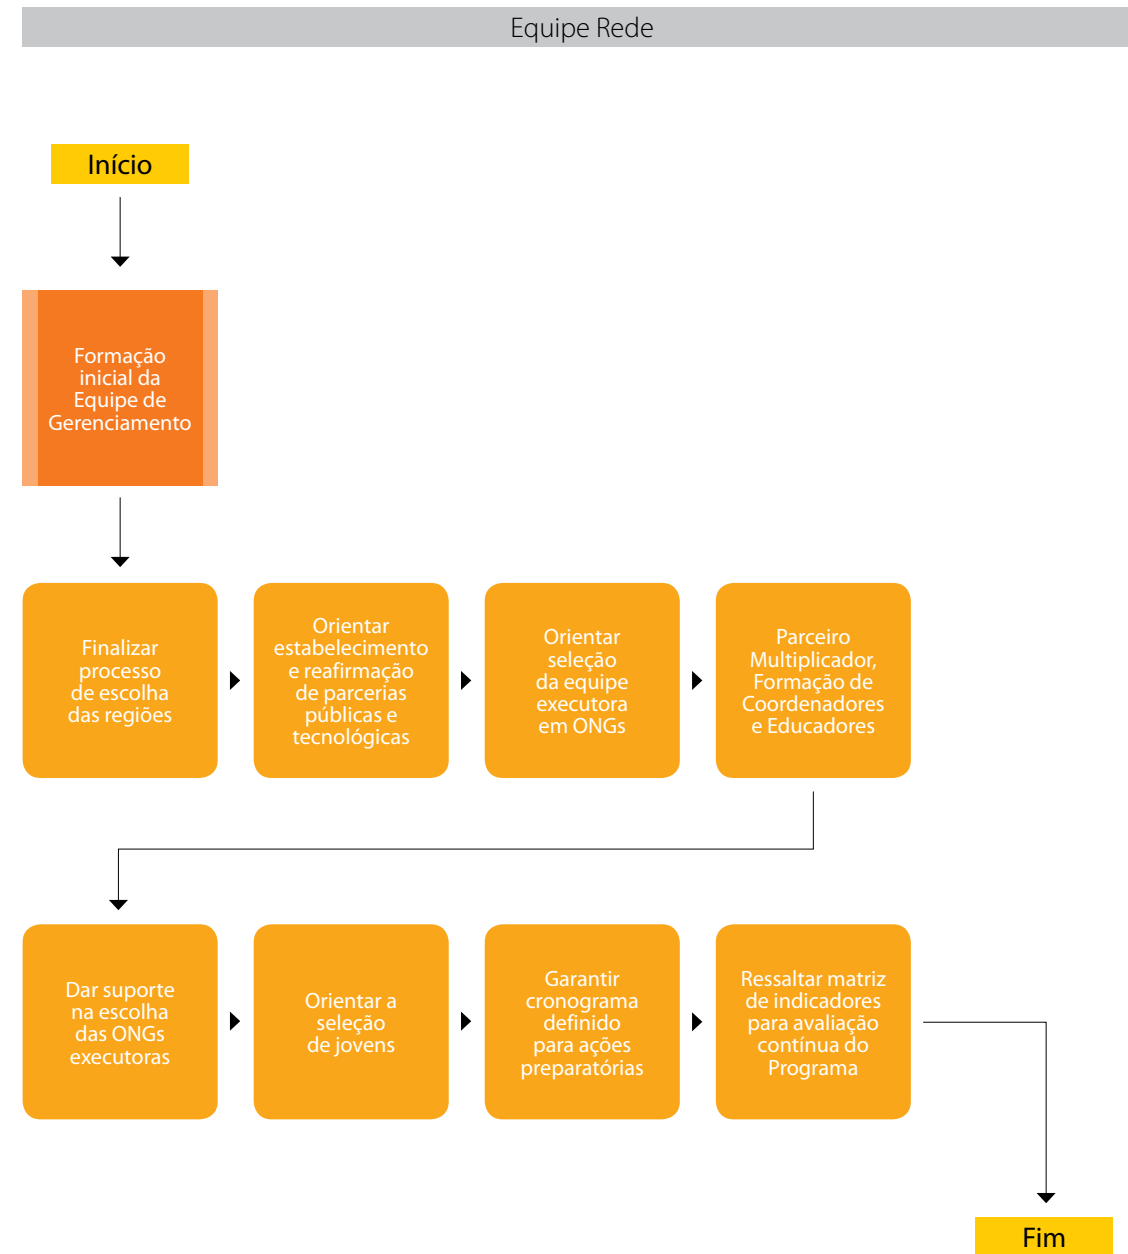 Equipe Rede
Início
Formação
inicial da
Equipe de
Gerenciamento
Finalizar
processo
de escolha
das regiões
Orientar
estabelecimento
e reafirmação
de parcerias
públicas e
tecnológicas
Orientar
seleção
da equipe
executora
em ONGs
Parceiro
Multiplicador,
Formação de
Coordenadores
e Educadores
Dar suporte
na escolha
das ONGs
executoras
Orientar a
seleção
de jovens
Garantir
cronograma
definido
para ações
preparatórias
Ressaltar matriz
de indicadores
para avaliação
contínua do
Programa
Fim